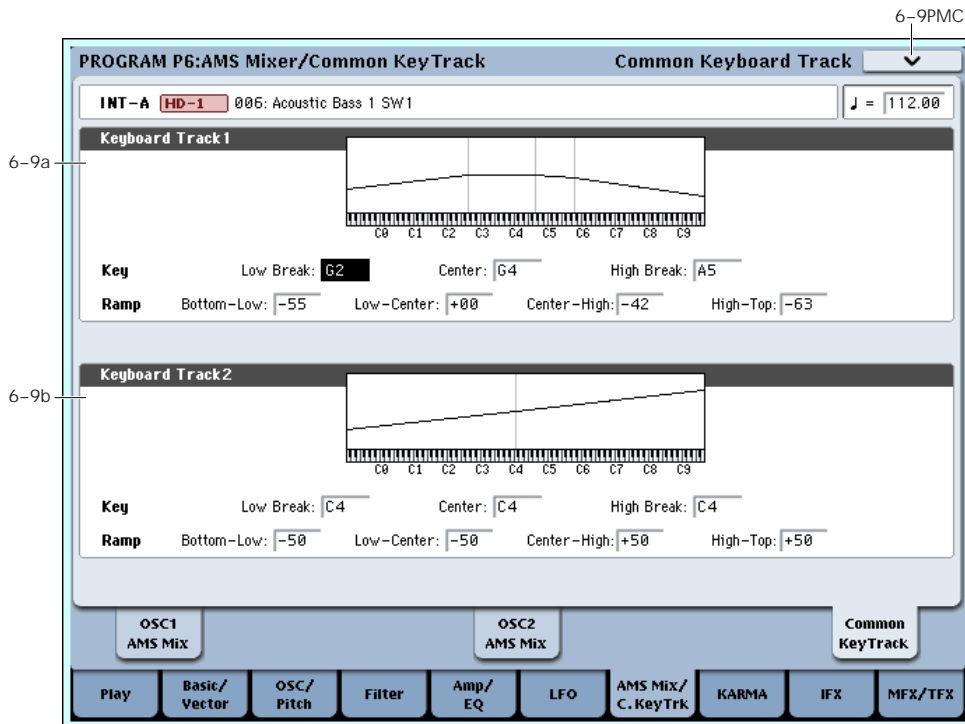 6-9PMC
PROGRAM P6:AMS Mixer/Common KeyTrack Common Keyboard Track
INT-A HD-1 006: Acoustic Bass 1 SW1 ♩ = 112.00
6-9a
Keyboard Track1
C0 C1 C2 C3 C4 C5 C6 C7 C8 C9
Key Low Break: G2 Center: G4 High Break: A5
Ramp Bottom-Low: -55 Low-Center: +00 Center-High: -42 High-Top: -63
6-9b
Keyboard Track2
C0 C1 C2 C3 C4 C5 C6 C7 C8 C9
Key Low Break: C4 Center: C4 High Break: C4
Ramp Bottom-Low: -50 Low-Center: -50 Center-High: +50 High-Top: +50
OSC1 AMS Mix OSC2 AMS Mix Common KeyTrack
Play Basic/Vector OSC/Pitch Filter Amp/EQ LFO AMS Mix/C.KeyTrk KARMA IFX MFX/TFX